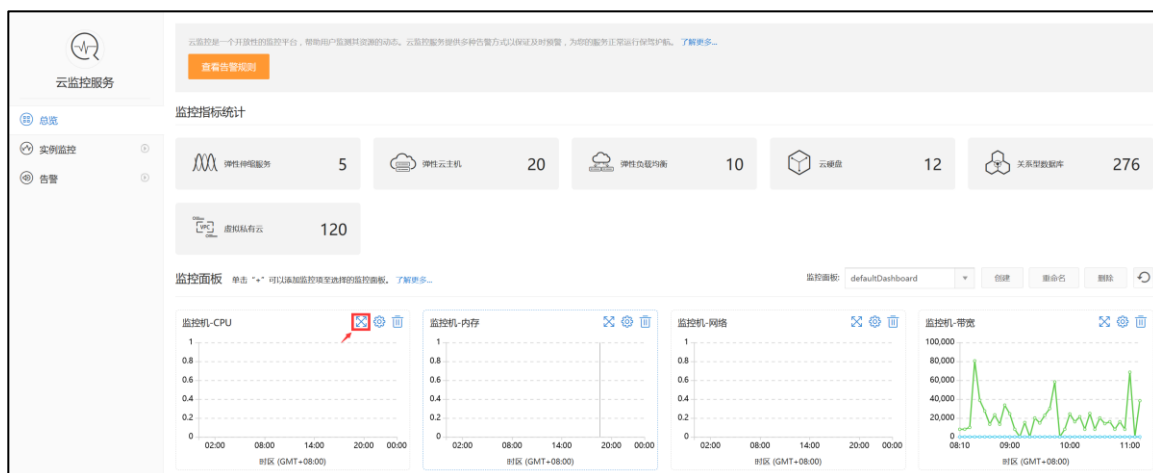 云监控服务
总览
实例监控
告警
云监控是一个开放性的监控平台，帮助用户监测其资源的动态。云监控服务提供多种告警方式以保证及时预警，为您的服务正常运行保驾护航。 了解更多...
查看告警规则
监控指标统计
弹性伸缩服务 5
弹性云主机 20
弹性负载均衡 10
云硬盘 12
关系型数据库 276
VPC 虚拟私有云 120
监控面板 单击 "+" 可以添加监控项至选择的监控面板。 了解更多...
监控面板: defaultDashboard 创建 重命名 删除
监控机-CPU
1
0.8
0.6
0.4
0.2
0
02:00 08:00 14:00 20:00 00:00
时区 (GMT+08:00)
监控机-内存
1
0.8
0.6
0.4
0.2
0
02:00 08:00 14:00 20:00 00:00
时区 (GMT+08:00)
监控机-网络
1
0.8
0.6
0.4
0.2
0
02:00 08:00 14:00 20:00 00:00
时区 (GMT+08:00)
监控机-带宽
100,000
80,000
60,000
40,000
20,000
0
08:10 09:00 10:00 11:00
时区 (GMT+08:00)